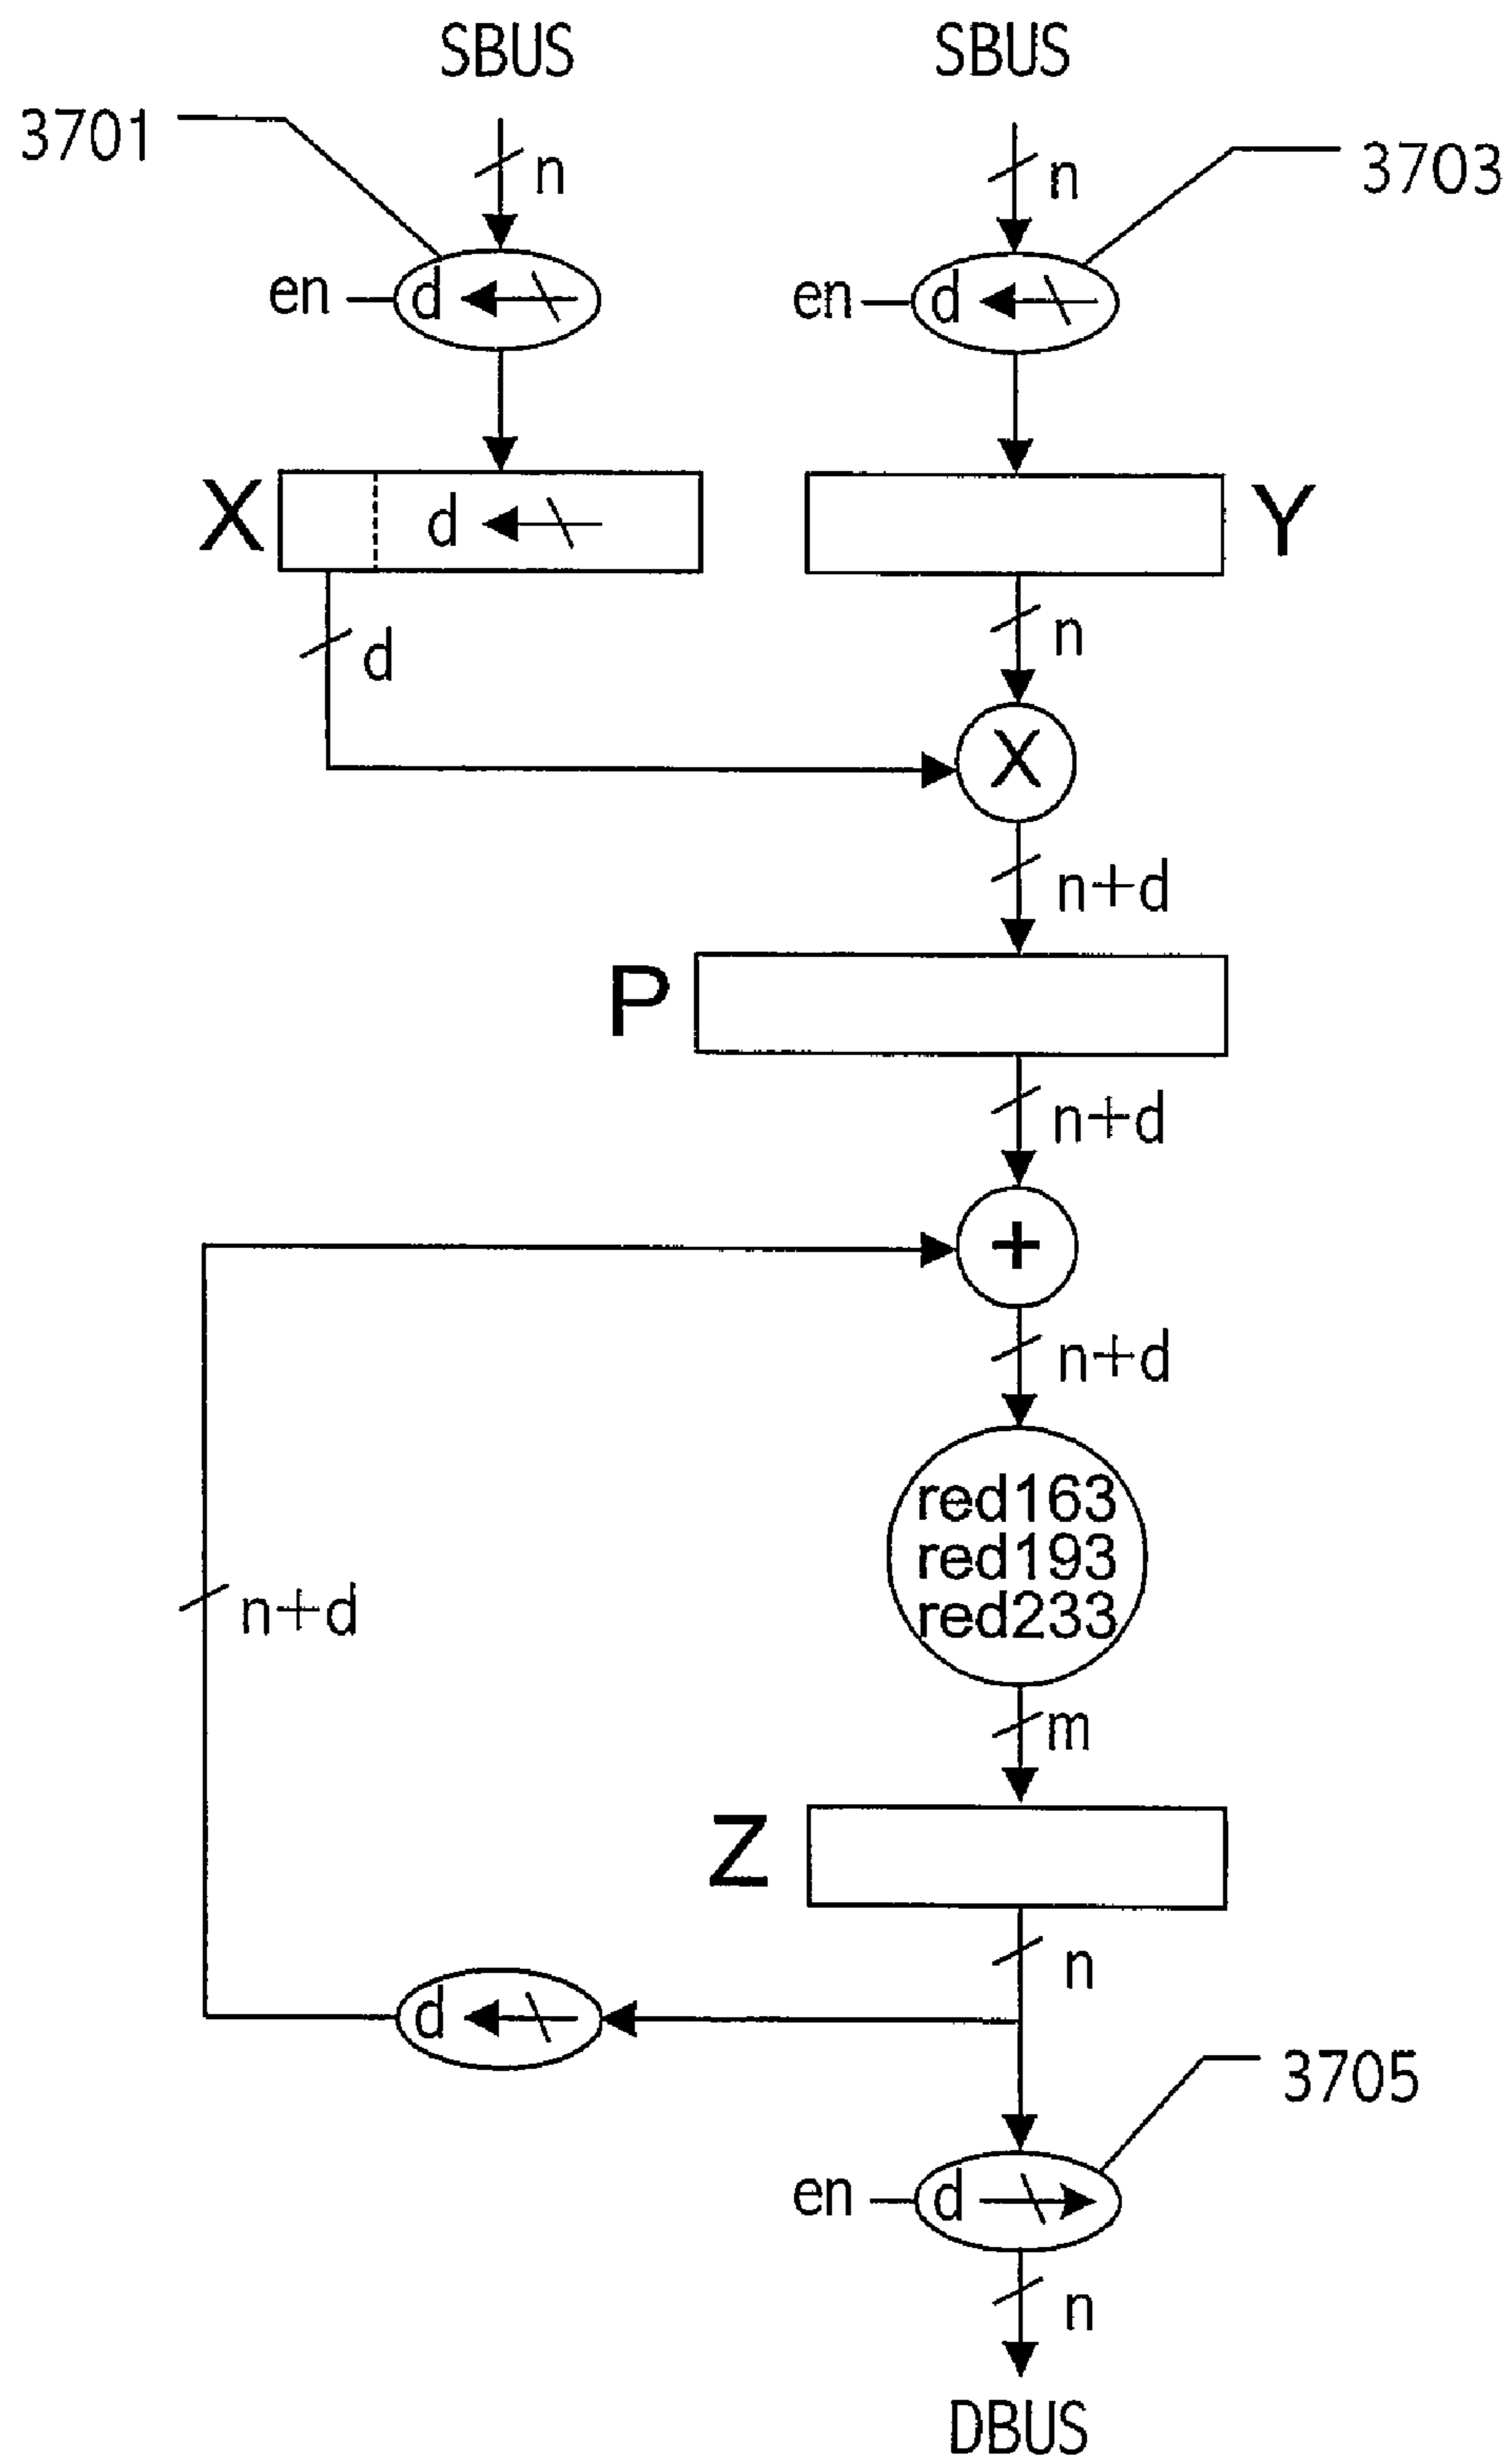 SBUS SBUS
3701 3703
n n
en d en d
X d Y
d n
X
n+d
P
n+d
+
n+d
red163
red193
red233
n+d
m
Z
n
d
3705
en d
n
DBUS